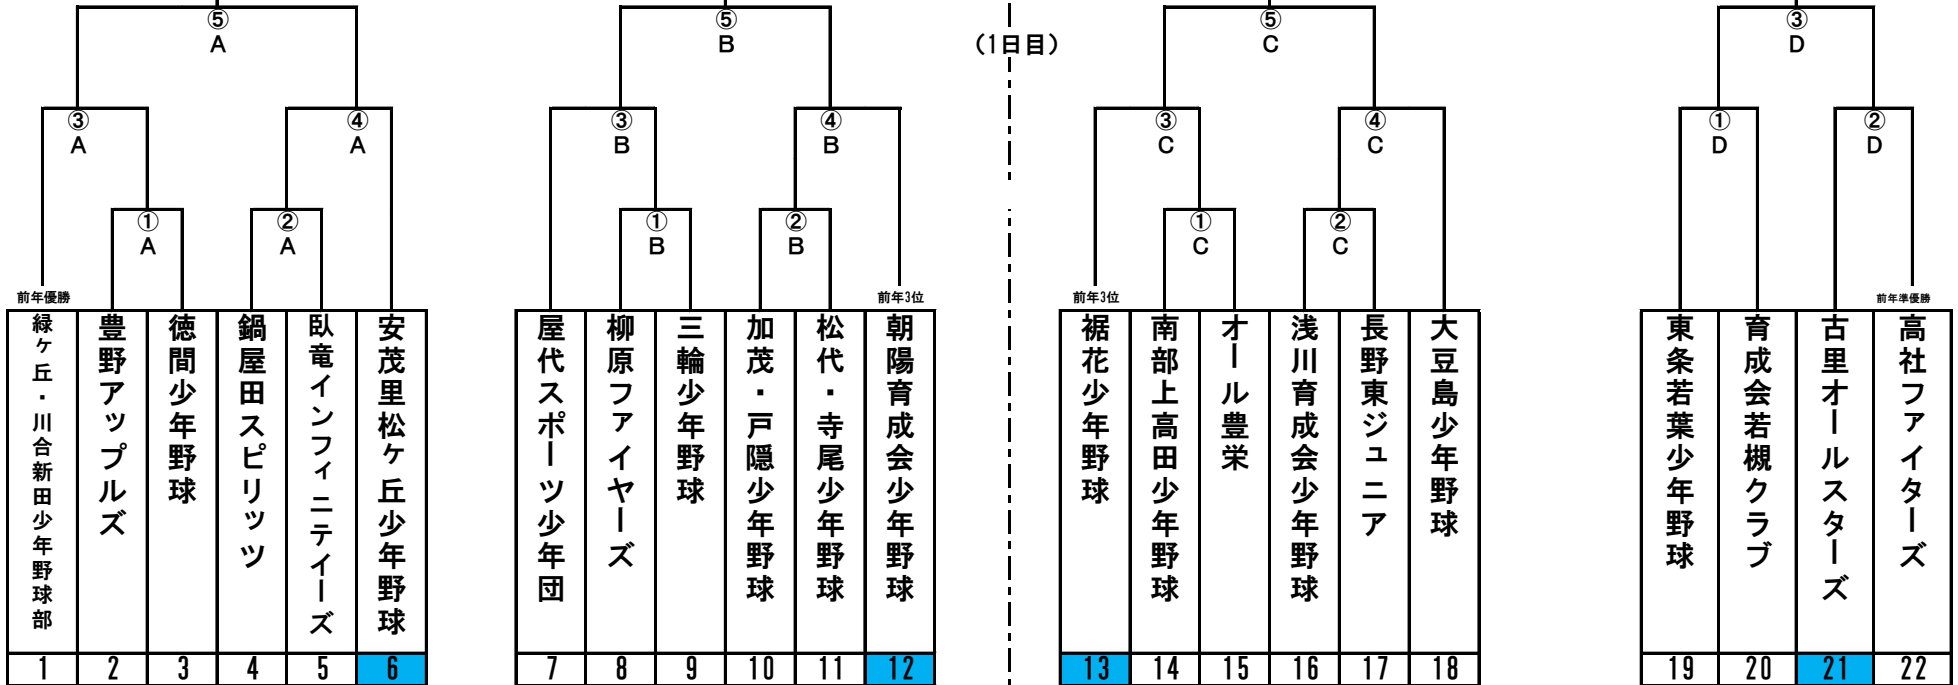 ⑤ ⑤ ⑤ ③
A B (1日目) C D
③ ④ ③ ④ ③ ④ ① ②
A A B B C C D D
① ② ① ② ① ②
A A B B C C
前年優勝 前年3位 前年3位 前年準優勝
緑ヶ丘・川合新田少年野球部
豊野アップルズ
徳間少年野球
鍋屋田スピリッツ
臥竜インフィニテイーズ
安茂里松ヶ丘少年野球
屋代スポーツ少年団
柳原ファイヤーズ
三輪少年野球
加茂・戸隠少年野球
松代・寺尾少年野球
朝陽育成会少年野球
裾花少年野球
南部上高田少年野球
オール豊栄
浅川育成会少年野球
長野東ジュニア
大豆島少年野球
東条若葉少年野球
育成会若槻クラブ
古里オールスターズ
高社ファイターズ
1 2 3 4 5 6 7 8 9 10 11 12 13 14 15 16 17 18 19 20 21 22